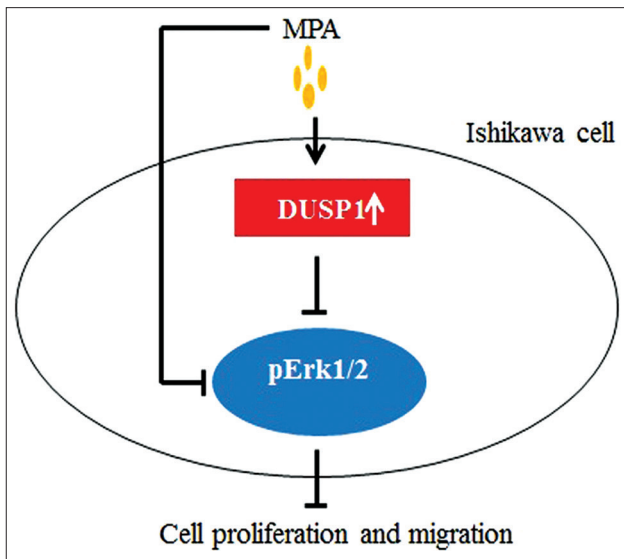 MPA
Ishikawa cell
DUSP1↑
pErk1/2
Cell proliferation and migration